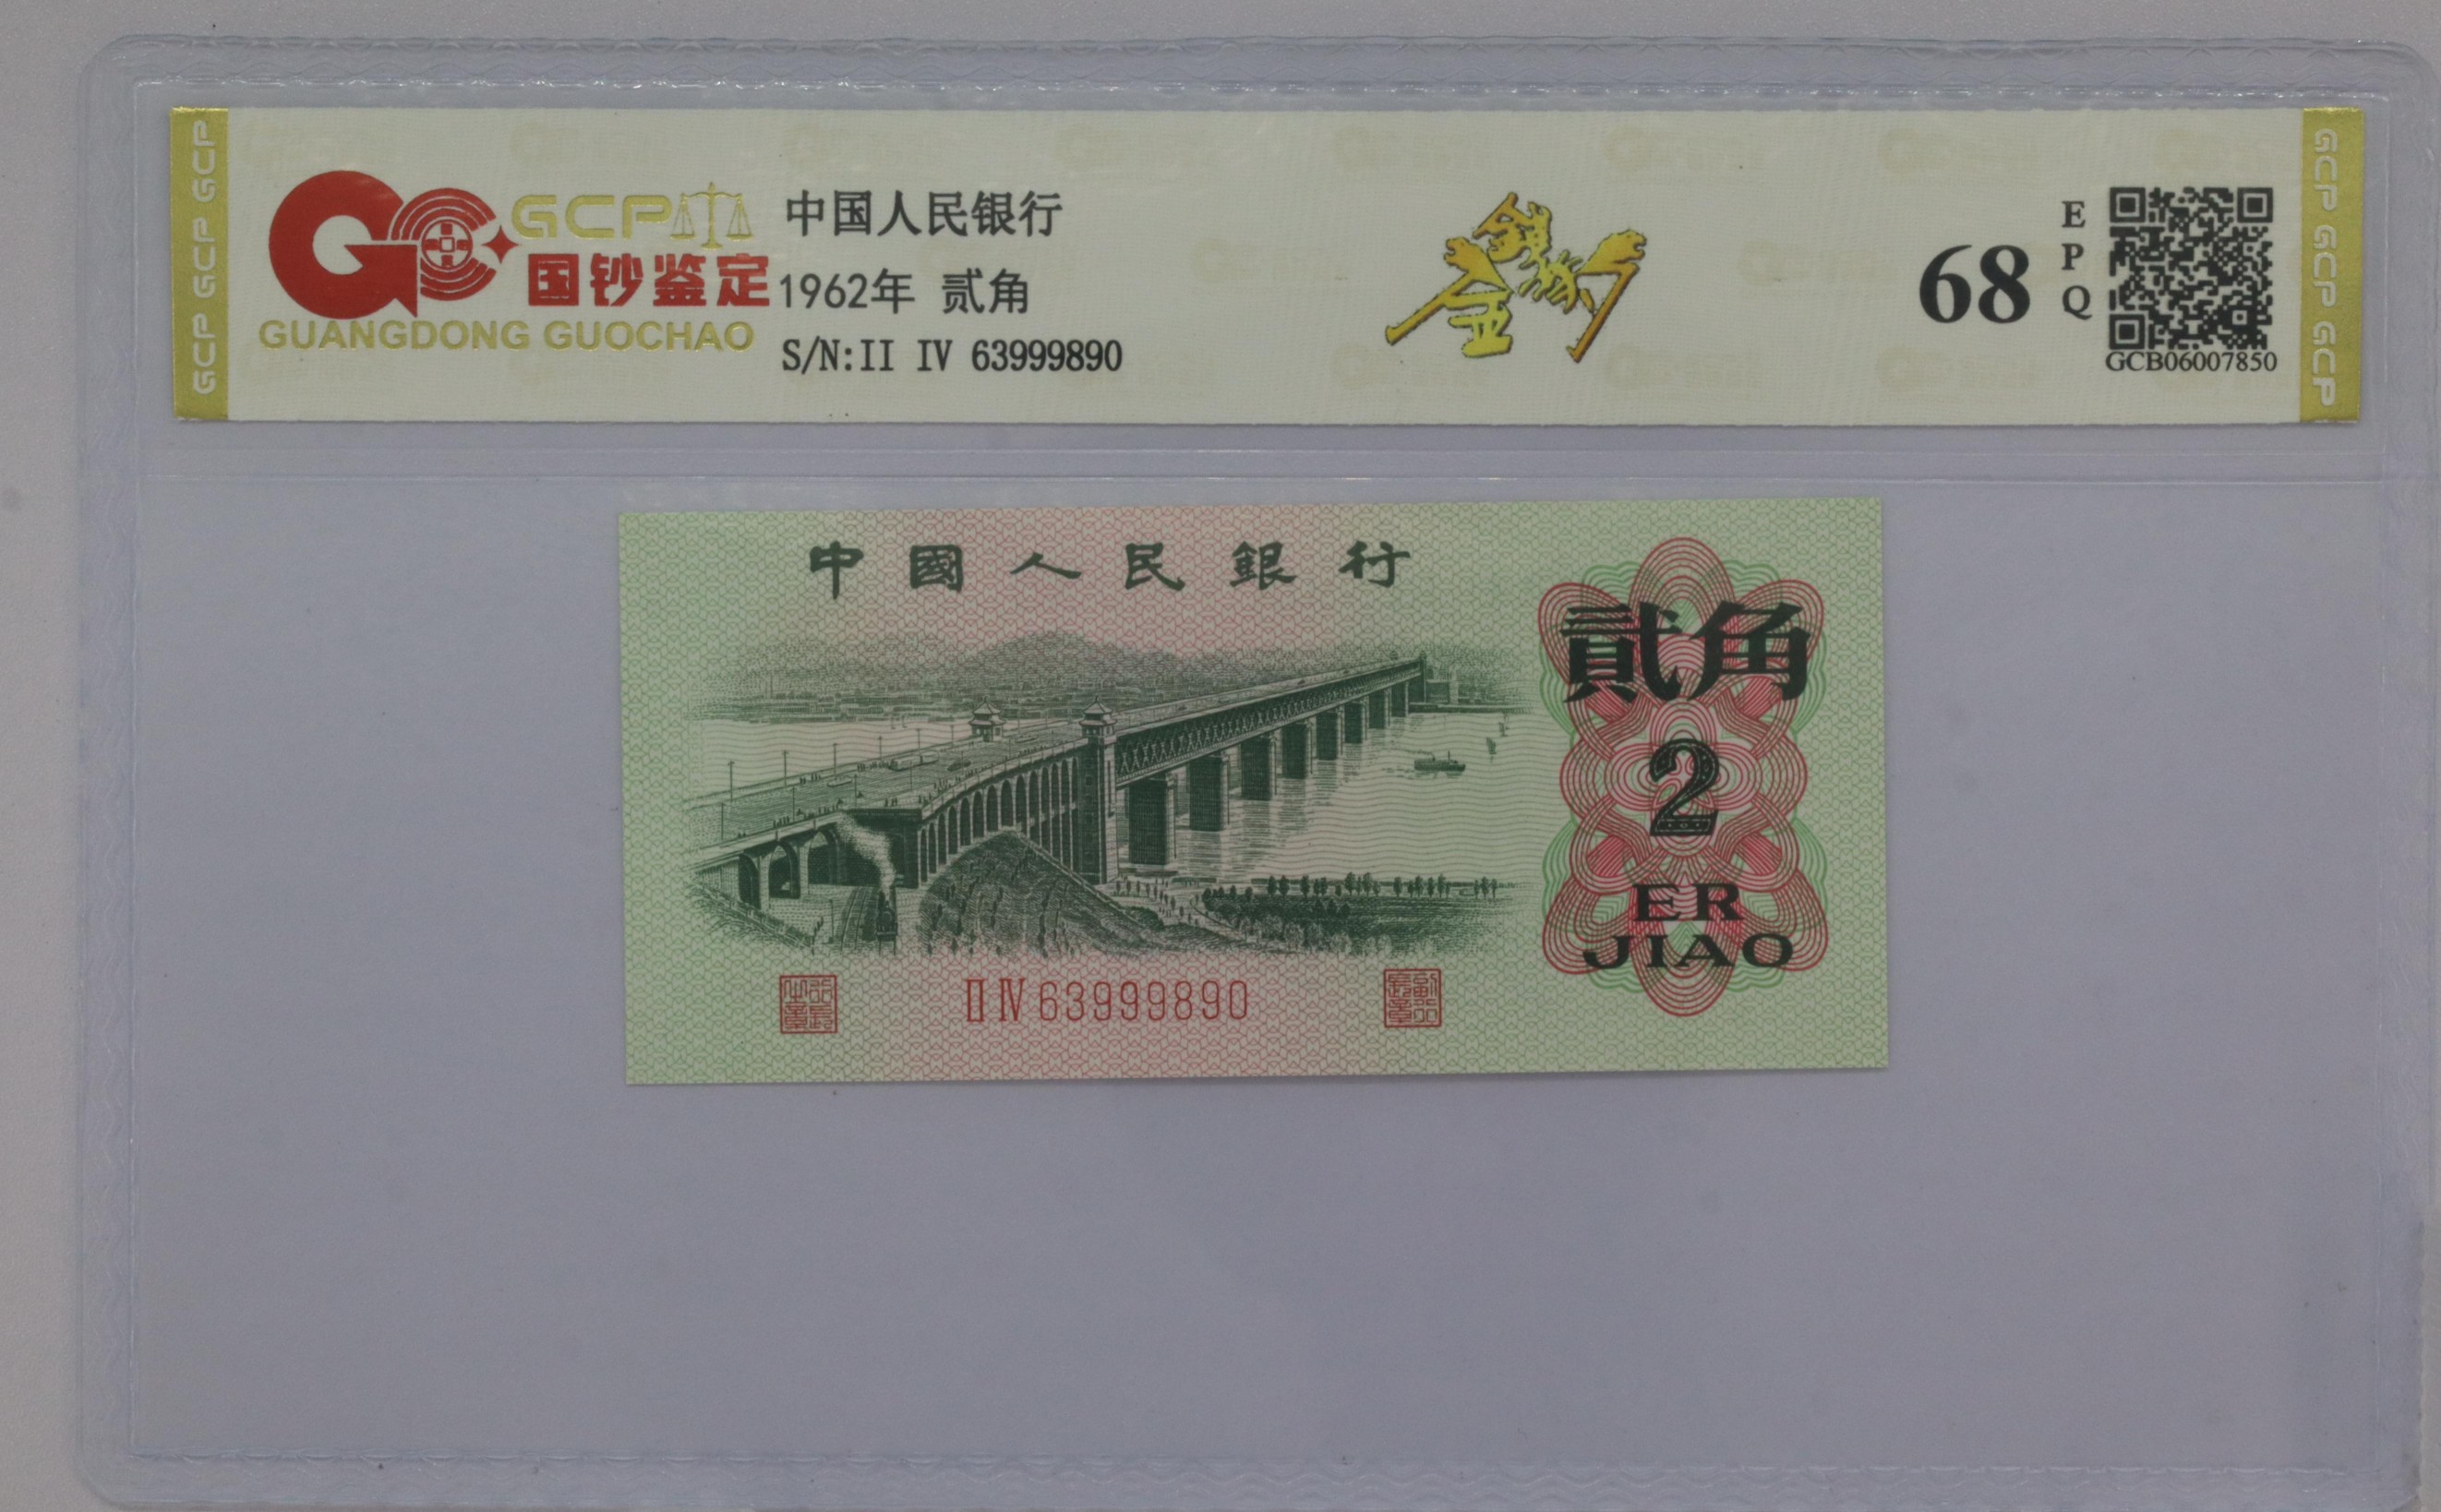 GCP GCP GCP
GCP
国钞鉴定
GUANGDONG GUOCHAO
中国人民银行
1962年 贰角
S/N:II IV 63999890
68
EPQ
GCB06007850
GCP GCP GCP
中國人民銀行
貳角
2
ER
JIAO
II IV 63999890